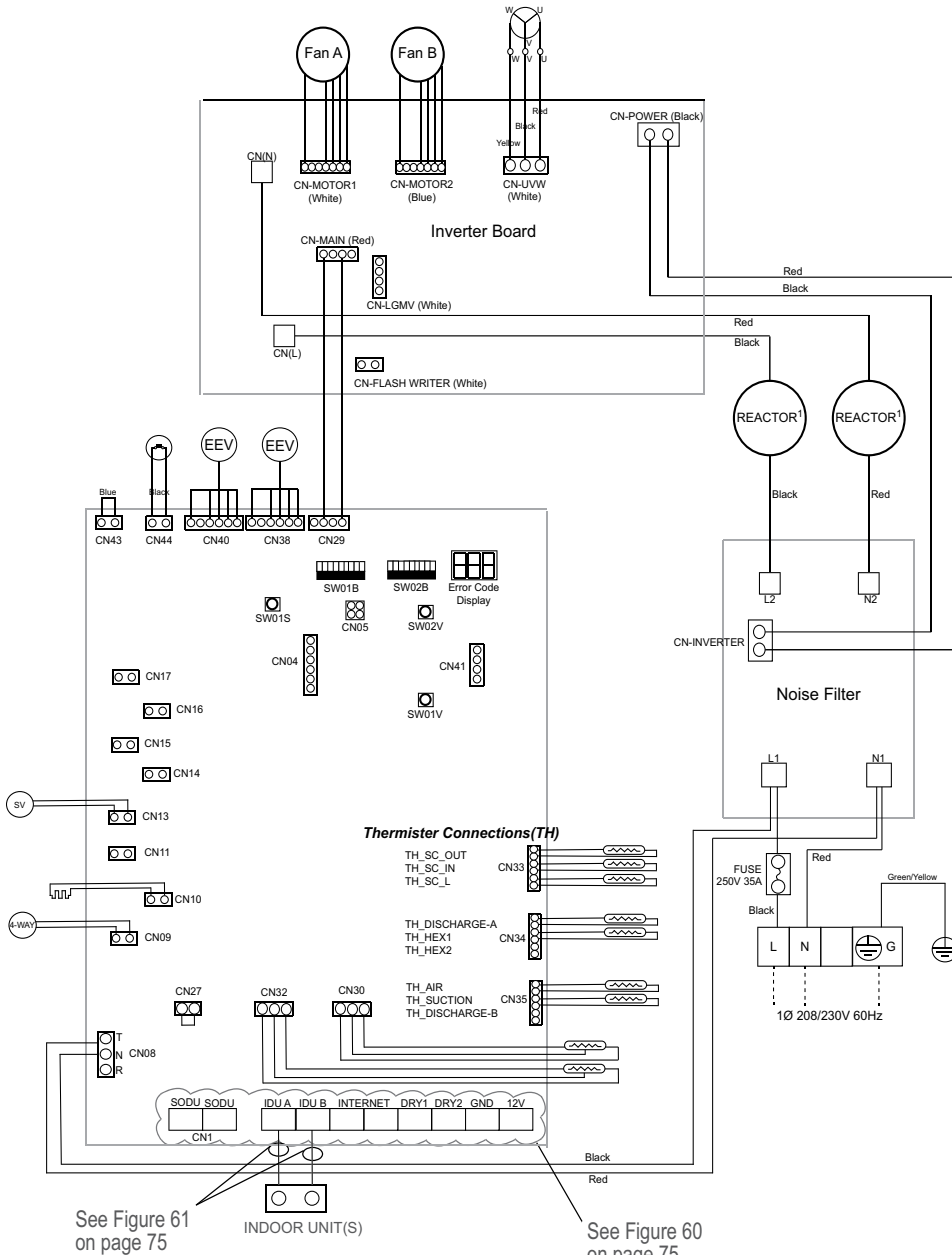 W
U
V
Fan A
Fan B
W
V
U
Red
Black
Yellow
CN-POWER (Black)
CN(N)
CN-MOTOR1
(White)
CN-MOTOR2
(Blue)
CN-UVW
(White)
Inverter Board
CN-MAIN (Red)
CN-LGMV (White)
Red
Black
Red
Black
CN(L)
CN-FLASH WRITER (White)
REACTOR¹
REACTOR¹
EEV
EEV
Blue
Black
Black
Red
CN43
CN44
CN40
CN38
CN29
L2
N2
SW01B
SW02B
Error Code
Display
SW01S
CN05
SW02V
CN-INVERTER
CN04
CN41
CN17
Noise Filter
CN16
SW01V
CN15
CN14
L1
N1
SV
CN13
Thermister Connections(TH)
CN11
TH_SC_OUT
TH_SC_IN
TH_SC_L
CN33
FUSE
250V 35A
Red
Green/Yellow
CN10
Black
4-WAY
CN09
TH_DISCHARGE-A
TH_HEX1
TH_HEX2
CN34
L
N
G
CN27
CN32
CN30
TH_AIR
TH_SUCTION
TH_DISCHARGE-B
CN35
1Ø 208/230V 60Hz
T
N
R
CN08
SODU
SODU
IDU A
IDU B
INTERNET
DRY1
DRY2
GND
12V
CN1
Black
Red
See Figure 61
on page 75
INDOOR UNIT(S)
See Figure 60
on page 75